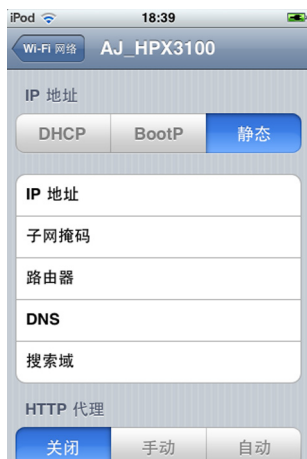 iPod 18:39
Wi-Fi 网络 AJ_HPX3100
IP 地址
DHCP BootP 静态
IP 地址
子网掩码
路由器
DNS
搜索域
HTTP 代理
关闭 手动 自动